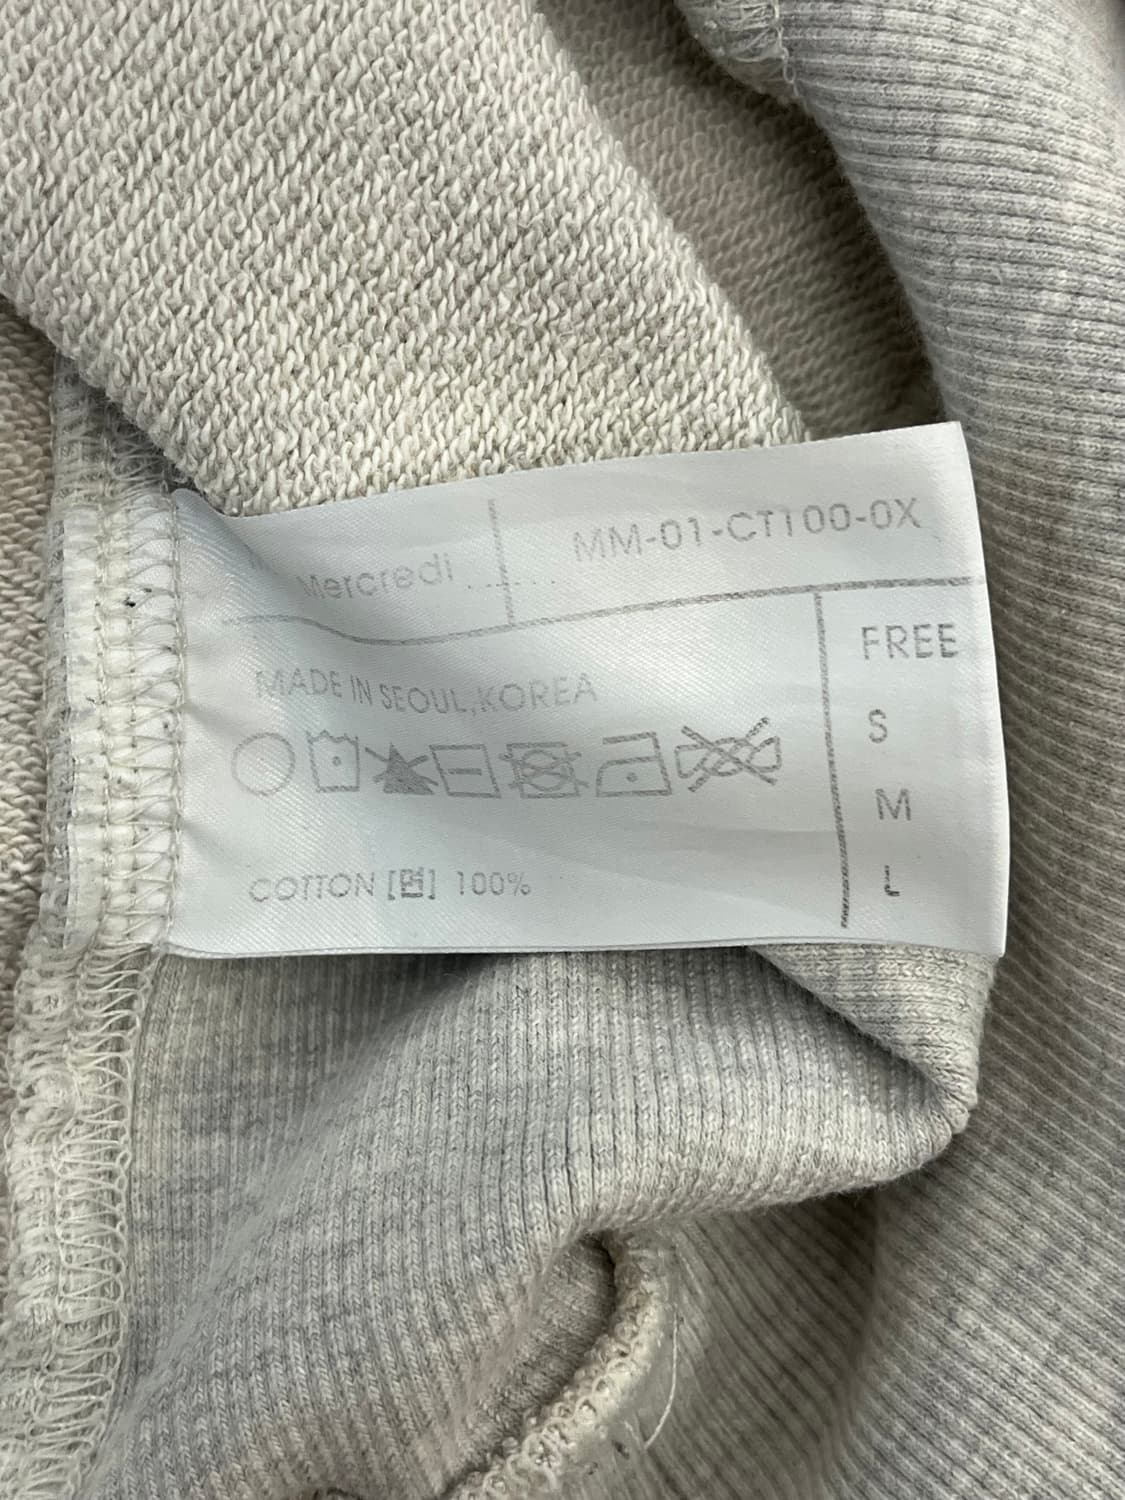 Mercredi
MM-01-CT100-0X
MADE IN SEOUL,KOREA
COTTON [면] 100%
FREE
S
M
L